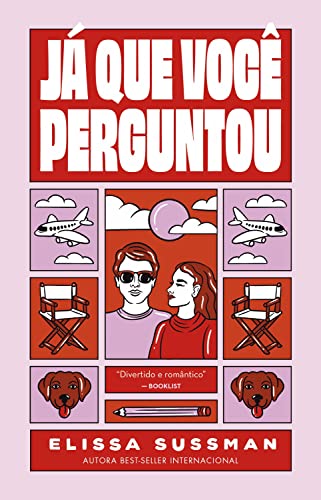 JÁ QUE VOCÊ
PERGUNTOU
"Divertido e romântico"
— BOOKLIST
ELISSA SUSSMAN
AUTORA BEST-SELLER INTERNACIONAL